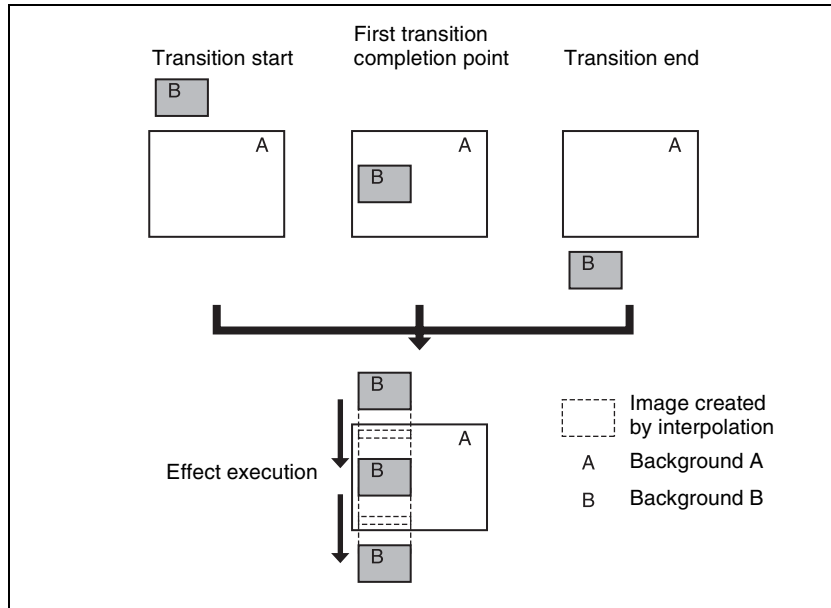 Transition start
First transition
completion point
Transition end
B
A
A
B
A
B
B
A
B
B
Effect execution
Image created
by interpolation
A Background A
B Background B